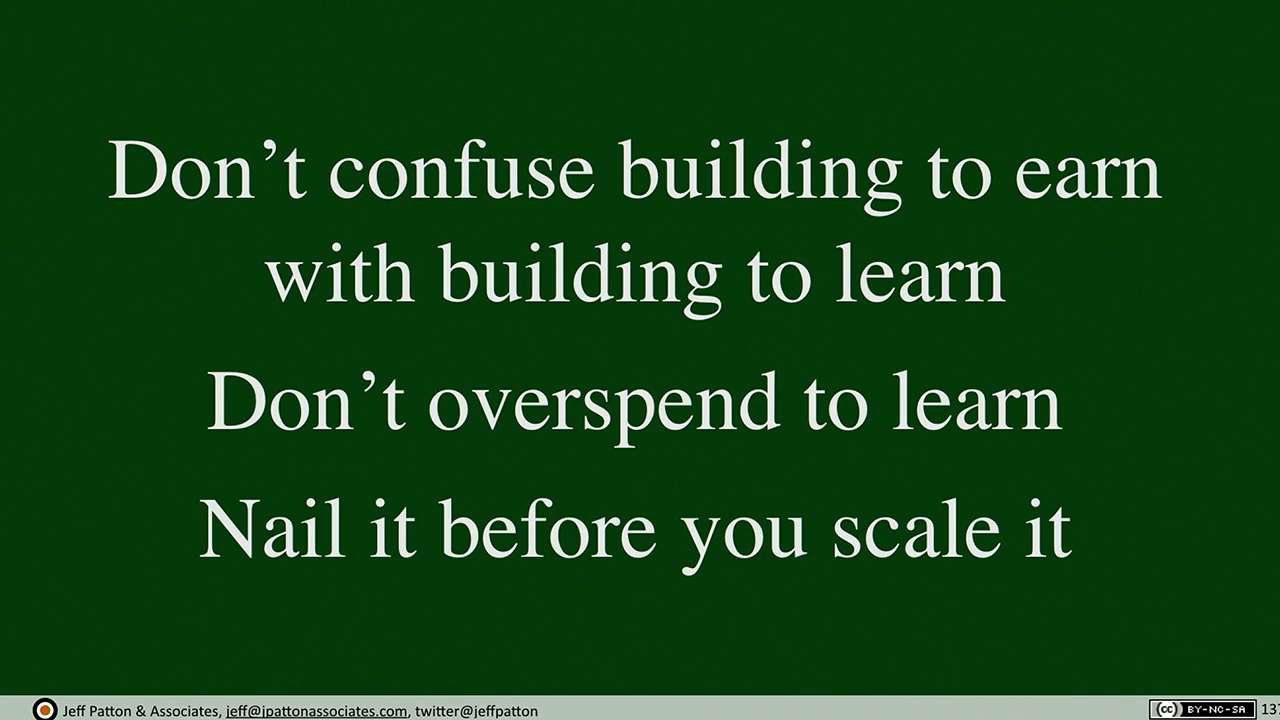 Don’t confuse building to earn
with building to learn
Don’t overspend to learn
Nail it before you scale it
Jeff Patton & Associates, jeff@jpattonassociates.com, twitter@jeffpatton
cc BY-NC-SA